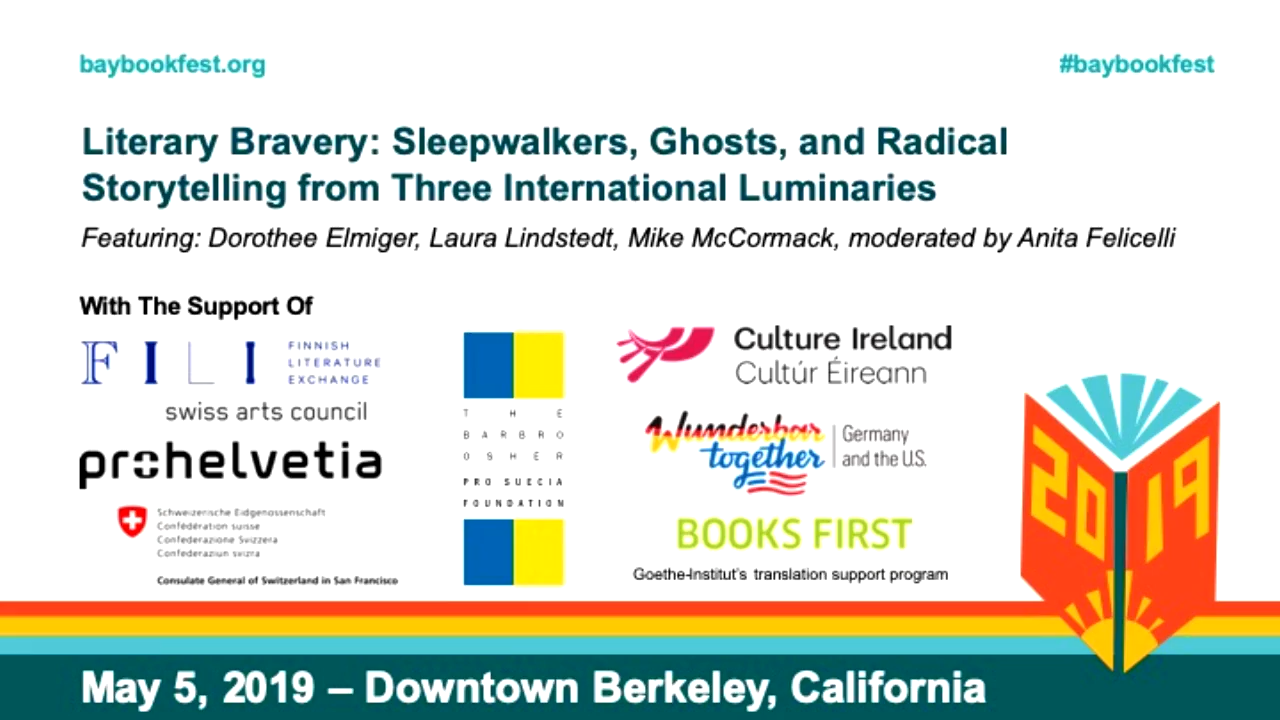 baybookfest.org
#baybookfest
Literary Bravery: Sleepwalkers, Ghosts, and Radical
Storytelling from Three International Luminaries
Featuring: Dorothee Elmiger, Laura Lindstedt, Mike McCormack, moderated by Anita Felicelli
With The Support Of
FILI
FINNISH
LITERATURE
EXCHANGE
swiss arts council
prohelvetia
Schweizerische Eidgenossenschaft
Confédération suisse
Confederazione Svizzera
Confederaziun svizra
Consulate General of Switzerland in San Francisco
THE
BARBRO
OSHER
PRO SUECIA
FOUNDATION
Culture Ireland
Cultúr Éireann
Wunderbar
together
Germany
and the U.S.
BOOKS FIRST
Goethe-Institut's translation support program
2019
May 5, 2019 – Downtown Berkeley, California